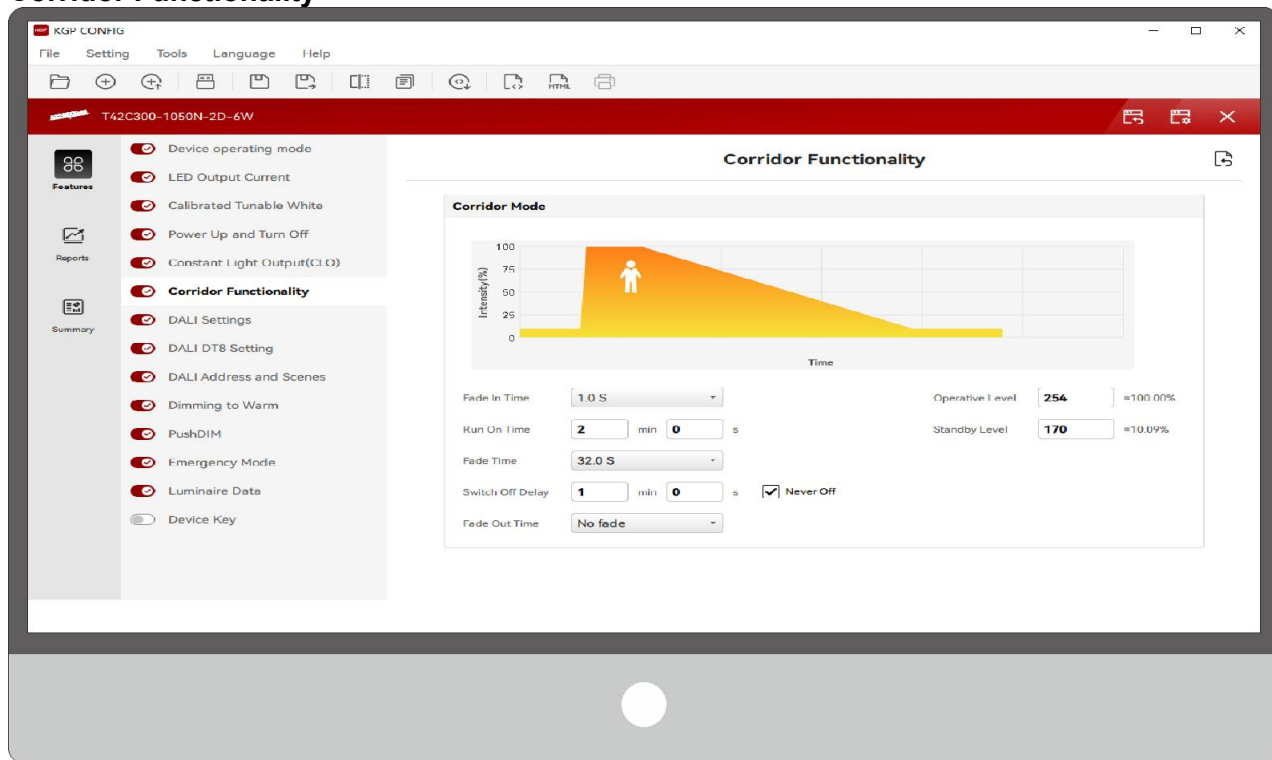 Corridor Functionality
KGP CONFIG
File Setting Tools Language Help
HTML
T42C300-1050N-2D-6W
Features
Reports
Summary
Device operating mode
LED Output Current
Calibrated Tunable White
Power Up and Turn Off
Constant Light Output(CLO)
Corridor Functionality
DALI Settings
DALI DT8 Setting
DALI Address and Scenes
Dimming to Warm
PushDIM
Emergency Mode
Luminaire Data
Device Key
Corridor Functionality
Corridor Mode
Intensity(%)
100
75
50
25
0
Time
Fade In Time 1.0 S Operative Level 254 ≈100.00%
Run On Time 2 min 0 s Standby Level 170 ≈10.09%
Fade Time 32.0 S
Switch Off Delay 1 min 0 s Never Off
Fade Out Time No fade